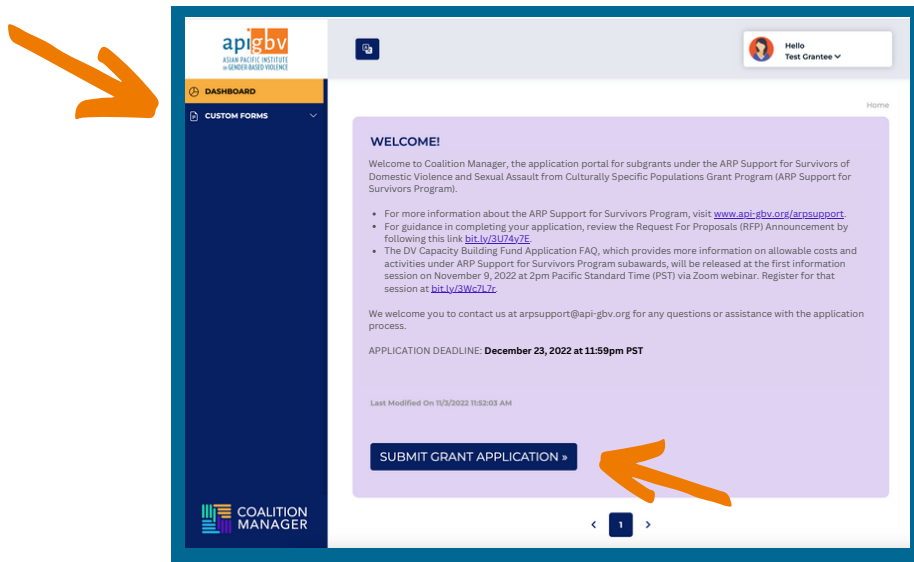 apigbv
ASIAN PACIFIC INSTITUTE
on GENDER-BASED VIOLENCE
Hello
Test Grantee
DASHBOARD
CUSTOM FORMS
Home
WELCOME!
Welcome to Coalition Manager, the application portal for subgrants under the ARP Support for Survivors of
Domestic Violence and Sexual Assault from Culturally Specific Populations Grant Program (ARP Support for
Survivors Program).
• For more information about the ARP Support for Survivors Program, visit www.api-gbv.org/arpsupport.
• For guidance in completing your application, review the Request For Proposals (RFP) Announcement by
following this link bit.ly/3U74y7E.
• The DV Capacity Building Fund Application FAQ, which provides more information on allowable costs and
activities under ARP Support for Survivors Program subawards, will be released at the first information
session on November 9, 2022 at 2pm Pacific Standard Time (PST) via Zoom webinar. Register for that
session at bit.ly/3Wc7L7r.
We welcome you to contact us at arpsupport@api-gbv.org for any questions or assistance with the application
process.
APPLICATION DEADLINE: December 23, 2022 at 11:59pm PST
Last Modified On 11/3/2022 11:52:03 AM
SUBMIT GRANT APPLICATION »
COALITION
MANAGER
‹ 1 ›